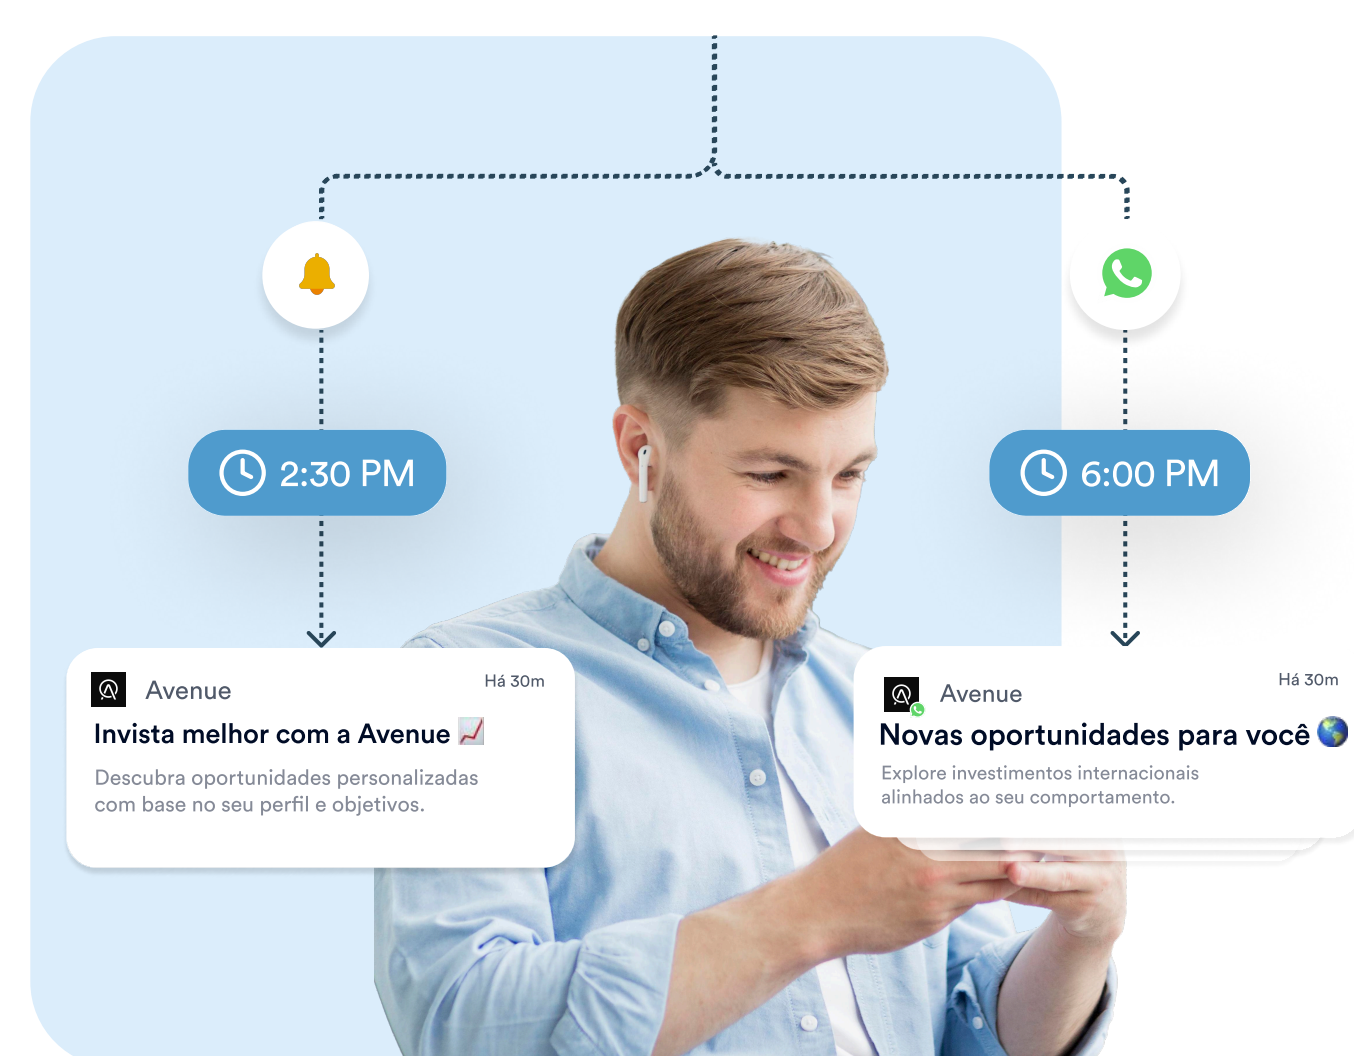 2:30 PM
6:00 PM
Avenue
Há 30m
Invista melhor com a Avenue
Descubra oportunidades personalizadas
com base no seu perfil e objetivos.
Avenue
Há 30m
Novas oportunidades para você
Explore investimentos internacionais
alinhados ao seu comportamento.